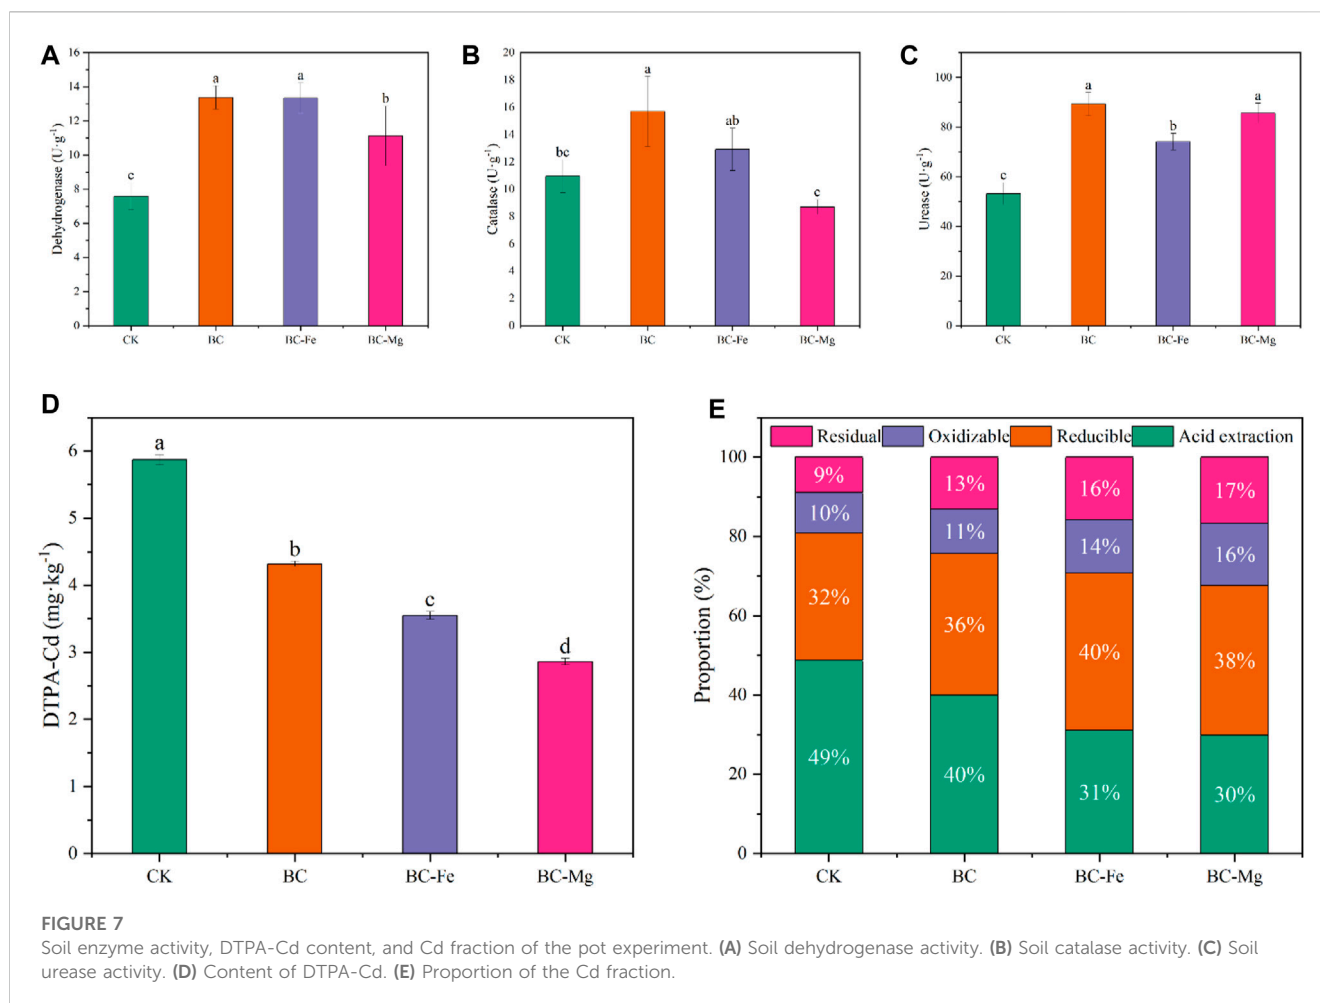 A
16
14
12
10
8
6
4
2
0
Dehydrogenase (U·g⁻¹)
c
a
a
b
CK
BC
BC-Fe
BC-Mg
B
20
18
16
14
12
10
8
6
4
2
0
Catalase (U·g⁻¹)
bc
a
ab
c
CK
BC
BC-Fe
BC-Mg
C
100
80
60
40
20
0
Urease (U·g⁻¹)
c
a
b
a
CK
BC
BC-Fe
BC-Mg
D
6
5
4
3
2
1
0
DTPA-Cd (mg·kg⁻¹)
a
b
c
d
CK
BC
BC-Fe
BC-Mg
E
Residual Oxidizable Reducible Acid extraction
100
80
60
40
20
0
Proportion (%)
9%
10%
32%
49%
13%
11%
36%
40%
16%
14%
40%
31%
17%
16%
38%
30%
CK
BC
BC-Fe
BC-Mg
FIGURE 7
Soil enzyme activity, DTPA-Cd content, and Cd fraction of the pot experiment. (A) Soil dehydrogenase activity. (B) Soil catalase activity. (C) Soil
urease activity. (D) Content of DTPA-Cd. (E) Proportion of the Cd fraction.